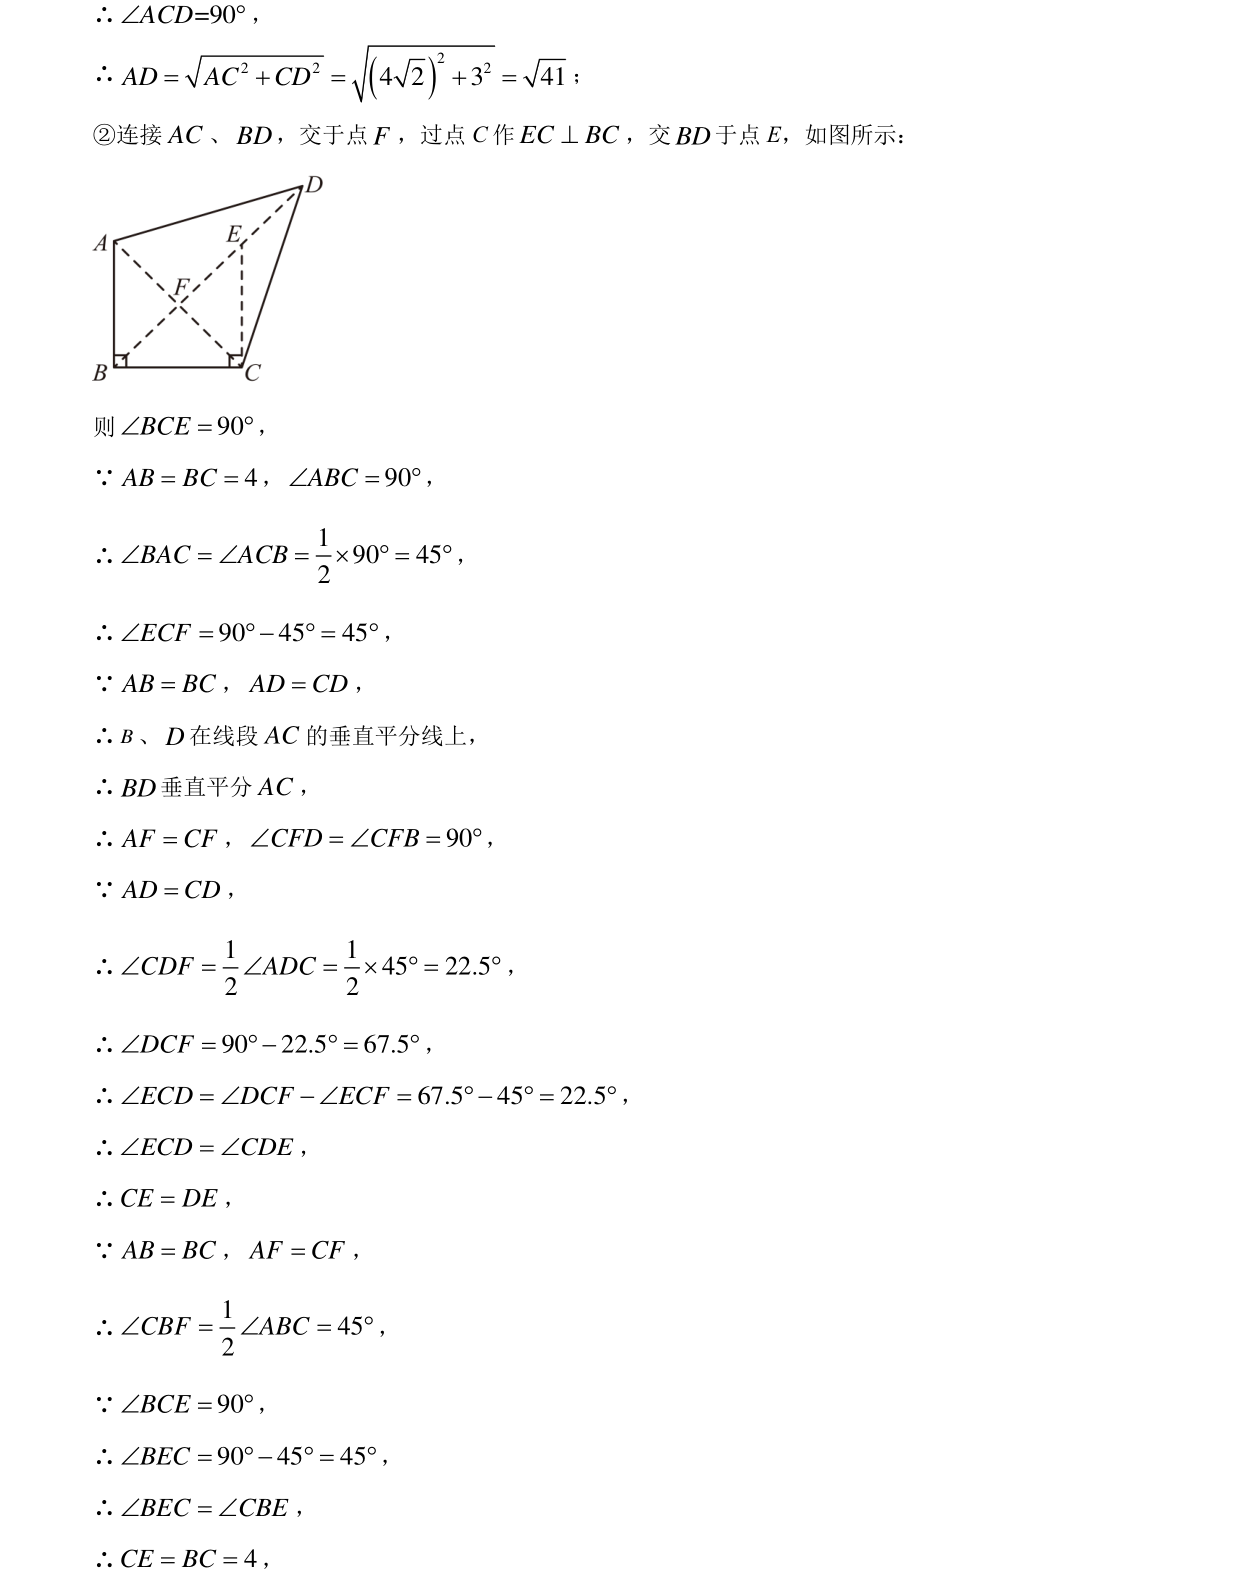 ∴∠ACD=90°，
∴ AD = √(AC² + CD²) = √((4√2)² + 3²) = √41；
②连接 AC 、 BD，交于点 F ，过点 C 作 EC ⊥ BC ，交 BD 于点 E，如图所示：
D
A
E
F
B
C
则 ∠BCE = 90°，
∵ AB = BC = 4， ∠ABC = 90°，
∴ ∠BAC = ∠ACB = 1/2 × 90° = 45°，
∴ ∠ECF = 90° − 45° = 45°，
∵ AB = BC ， AD = CD ，
∴ B 、 D 在线段 AC 的垂直平分线上，
∴ BD 垂直平分 AC ，
∴ AF = CF ， ∠CFD = ∠CFB = 90°，
∵ AD = CD ，
∴ ∠CDF = 1/2 ∠ADC = 1/2 × 45° = 22.5°，
∴ ∠DCF = 90° − 22.5° = 67.5°，
∴ ∠ECD = ∠DCF − ∠ECF = 67.5° − 45° = 22.5°，
∴ ∠ECD = ∠CDE ，
∴ CE = DE ，
∵ AB = BC ， AF = CF ，
∴ ∠CBF = 1/2 ∠ABC = 45°，
∵ ∠BCE = 90°，
∴ ∠BEC = 90° − 45° = 45°，
∴ ∠BEC = ∠CBE ，
∴ CE = BC = 4，